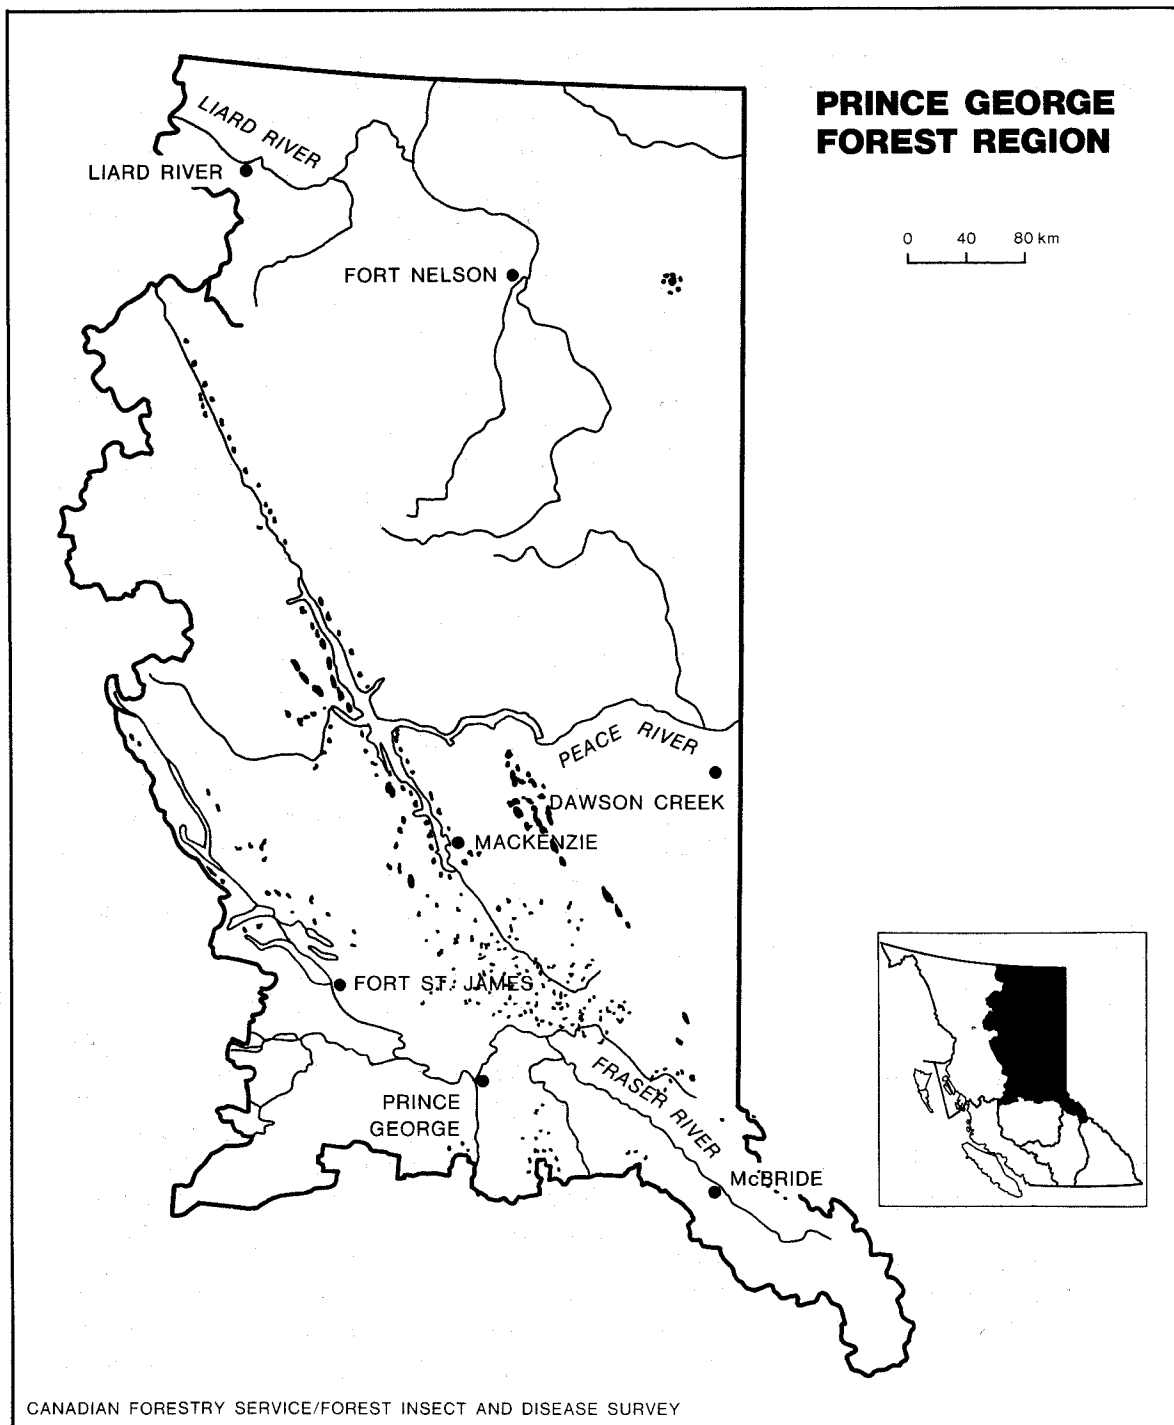 PRINCE GEORGE
FOREST REGION
LIARD RIVER
LIARD RIVER
0 40 80 km
FORT NELSON
PEACE RIVER
DAWSON CREEK
MACKENZIE
FORT ST. JAMES
FRASER RIVER
PRINCE
GEORGE
McBRIDE
CANADIAN FORESTRY SERVICE/FOREST INSECT AND DISEASE SURVEY